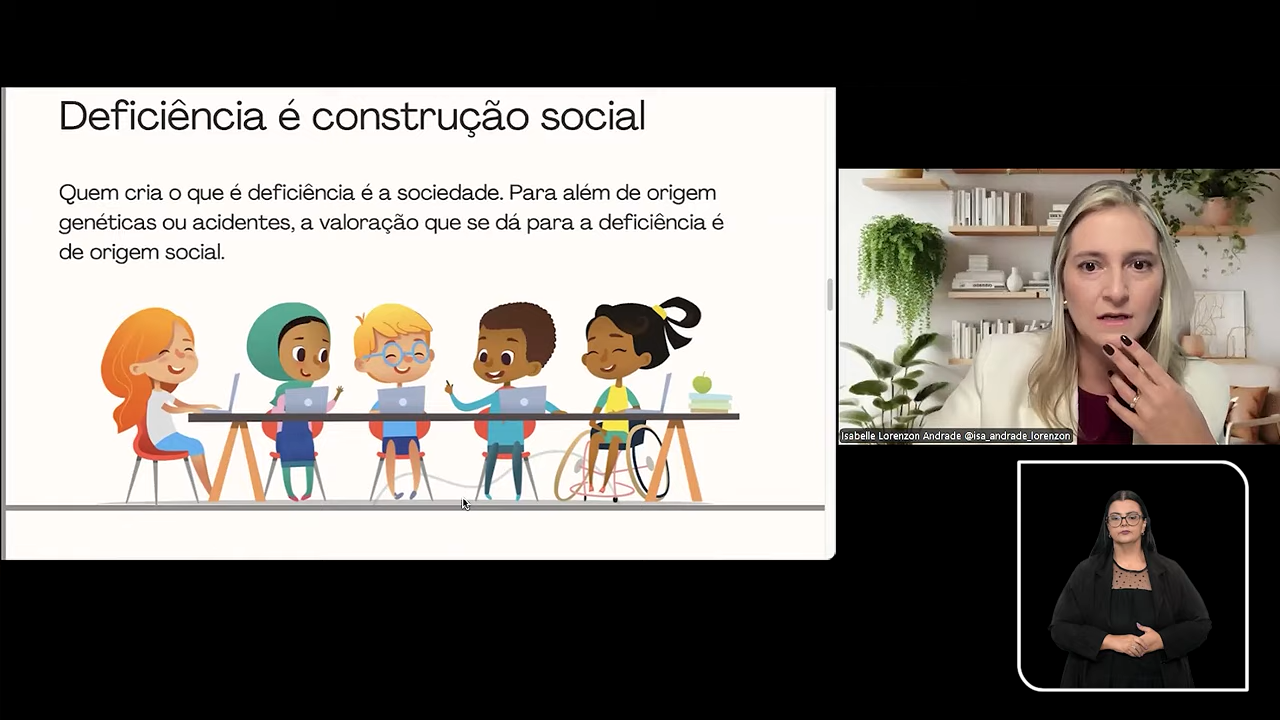 Deficiência é construção social
Quem cria o que é deficiência é a sociedade. Para além de origem
genéticas ou acidentes, a valoração que se dá para a deficiência é
de origem social.
Isabelle Lorenzon Andrade @isa_andrade_lorenzon